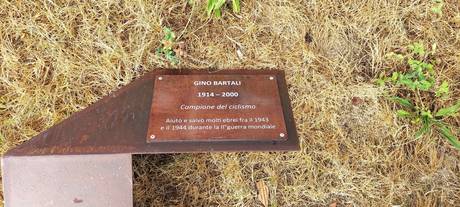 GINO BARTALI
1914 – 2000
Campione del ciclismo
Aiutò e salvò molti ebrei fra il 1943
e il 1944 durante la II°guerra mondiale